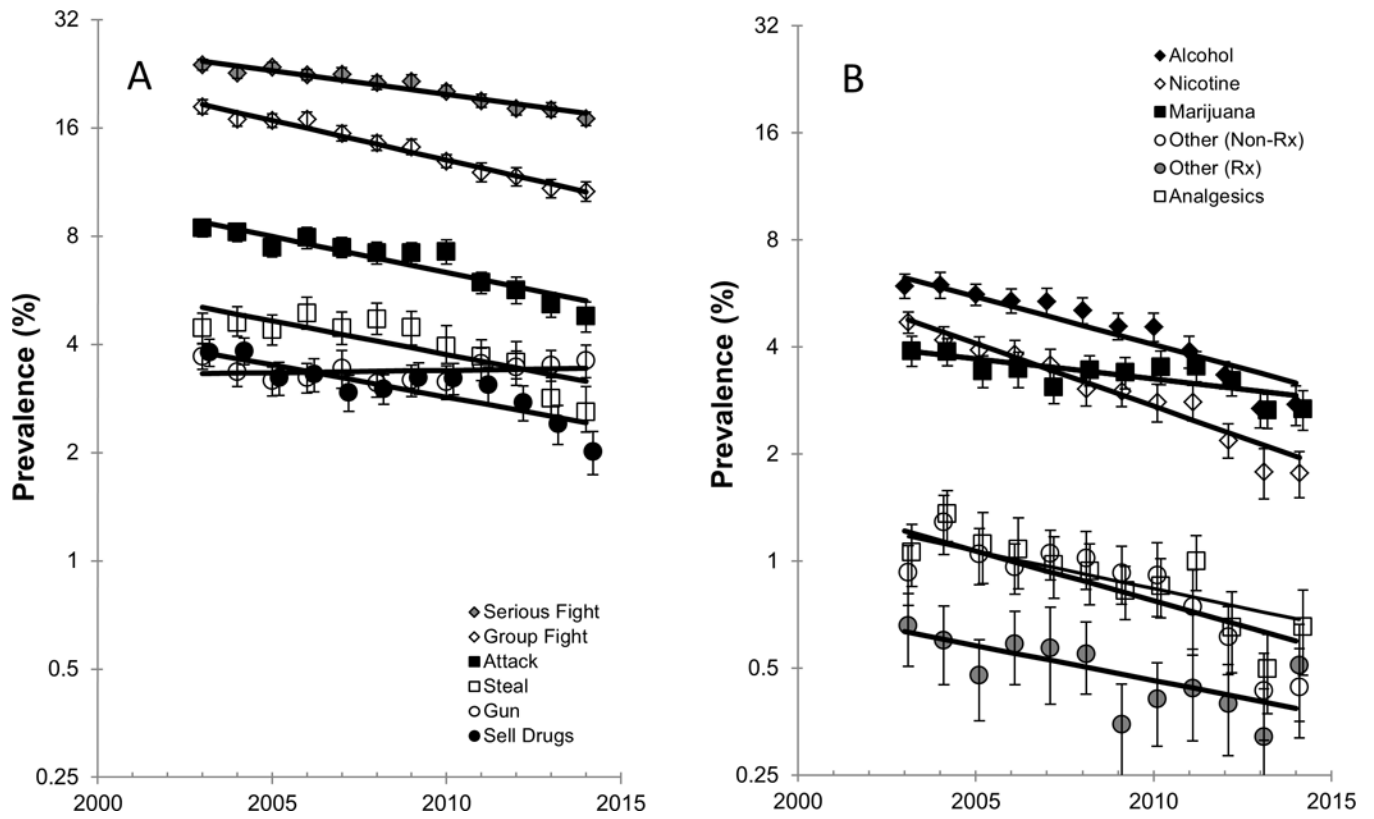 A
Prevalence (%)
32
16
8
4
2
1
0.5
0.25
2000
2005
2010
2015
Serious Fight
Group Fight
Attack
Steal
Gun
Sell Drugs
B
Prevalence (%)
32
16
8
4
2
1
0.5
0.25
2000
2005
2010
2015
Alcohol
Nicotine
Marijuana
Other (Non-Rx)
Other (Rx)
Analgesics